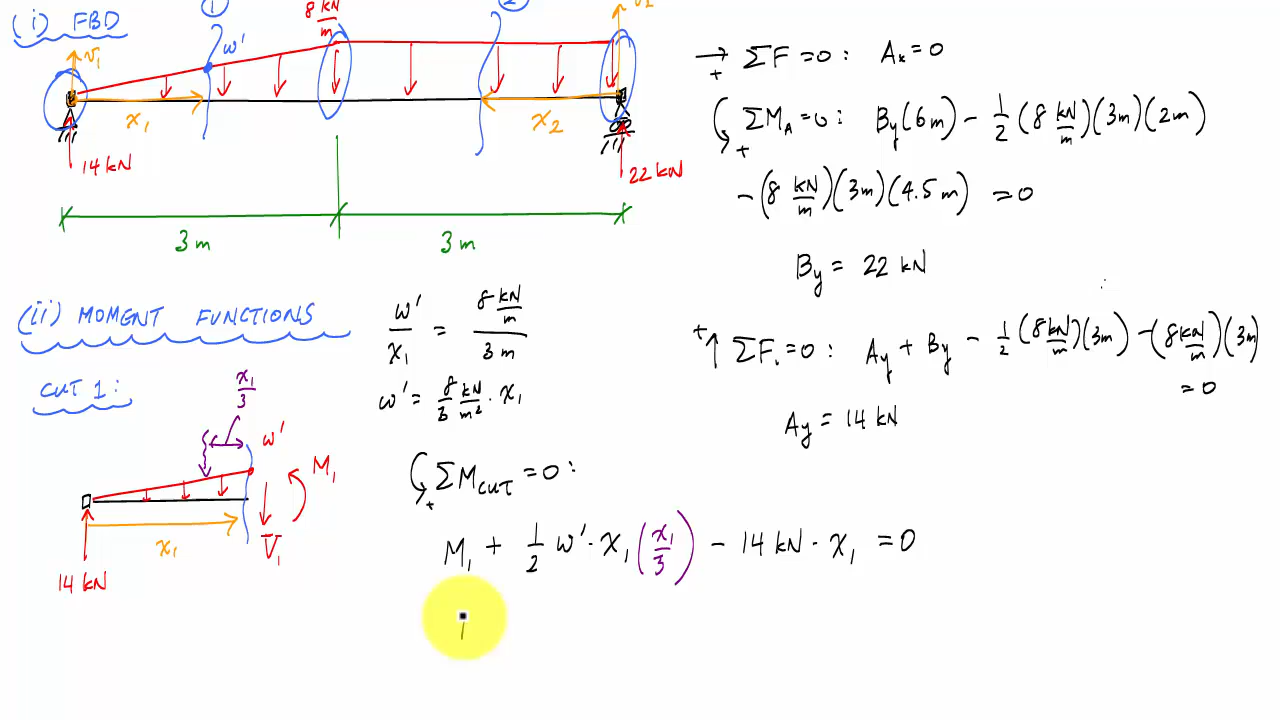 (i) FBD
1
8 kN/m
w'
v₁
x₁
x₂
14 kN
22 kN
3 m
3 m
→+ ΣF = 0: Aₓ = 0
+ ΣM_A = 0: By(6m) − 1/2 (8 kN/m)(3m)(2m)
− (8 kN/m)(3m)(4.5 m) = 0
By = 22 kN
+↑ ΣF. = 0: Ay + By − 1/2 (8 kN/m)(3m) − (8 kN/m)(3m)
= 0
Ay = 14 kN
(ii) MOMENT FUNCTIONS
w'/x₁ = 8 kN/m / 3 m
w' = 8/3 kN/m² · x₁
CUT 1:
x₁/3
w'
M₁
V₁
x₁
14 kN
+ ΣM_CUT = 0:
M₁ + 1/2 w' · x₁ (x₁/3) − 14 kN · x₁ = 0